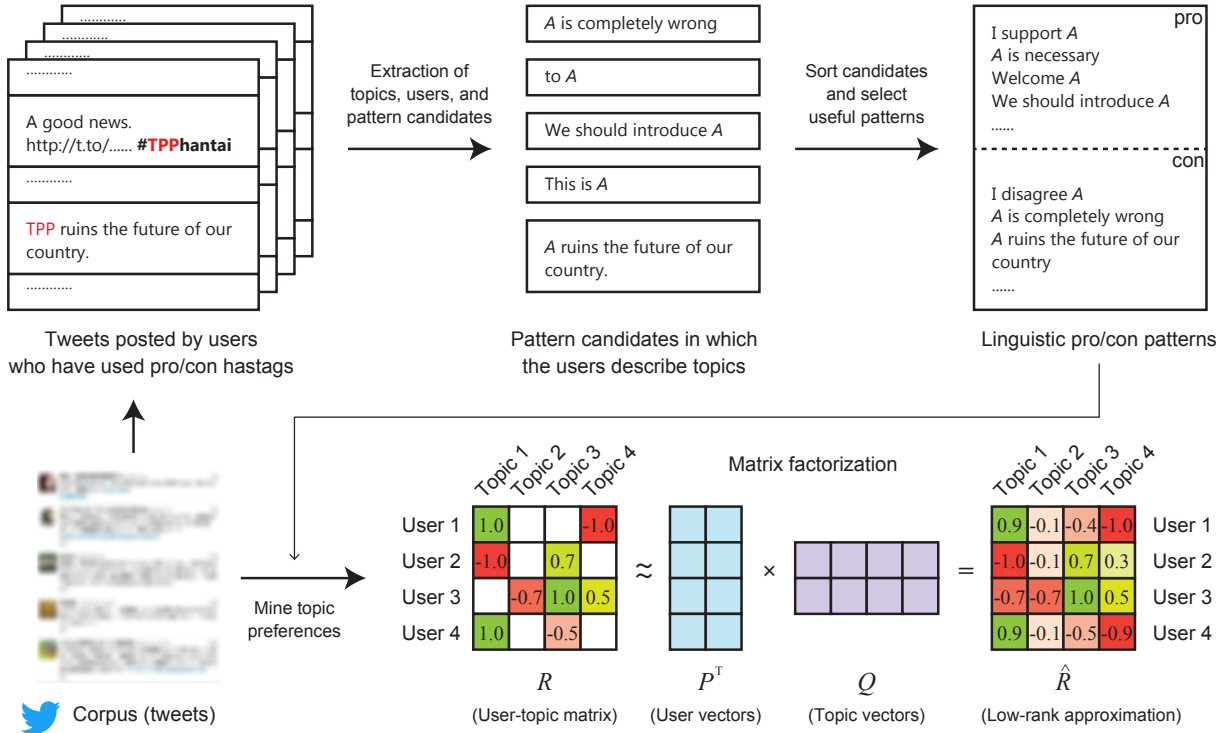 ............
............
............
............
A good news.
http://t.to/...... #TPPhantai
............
TPP ruins the future of our
country.
............
Tweets posted by users
who have used pro/con hastags
Extraction of
topics, users, and
pattern candidates
A is completely wrong
to A
We should introduce A
This is A
A ruins the future of our
country.
Pattern candidates in which
the users describe topics
Sort candidates
and select
useful patterns
pro
I support A
A is necessary
Welcome A
We should introduce A
......
con
I disagree A
A is completely wrong
A ruins the future of our
country
......
Linguistic pro/con patterns
Corpus (tweets)
Mine topic
preferences
Matrix factorization
Topic 1 Topic 2 Topic 3 Topic 4
User 1 1.0 -1.0
User 2 -1.0 0.7
User 3 -0.7 1.0 0.5
User 4 1.0 -0.5
R
(User-topic matrix)
≈
P^T
(User vectors)
×
Q
(Topic vectors)
=
Topic 1 Topic 2 Topic 3 Topic 4
0.9 -0.1 -0.4 -1.0 User 1
-1.0 -0.1 0.7 0.3 User 2
-0.7 -0.7 1.0 0.5 User 3
0.9 -0.1 -0.5 -0.9 User 4
R̂
(Low-rank approximation)